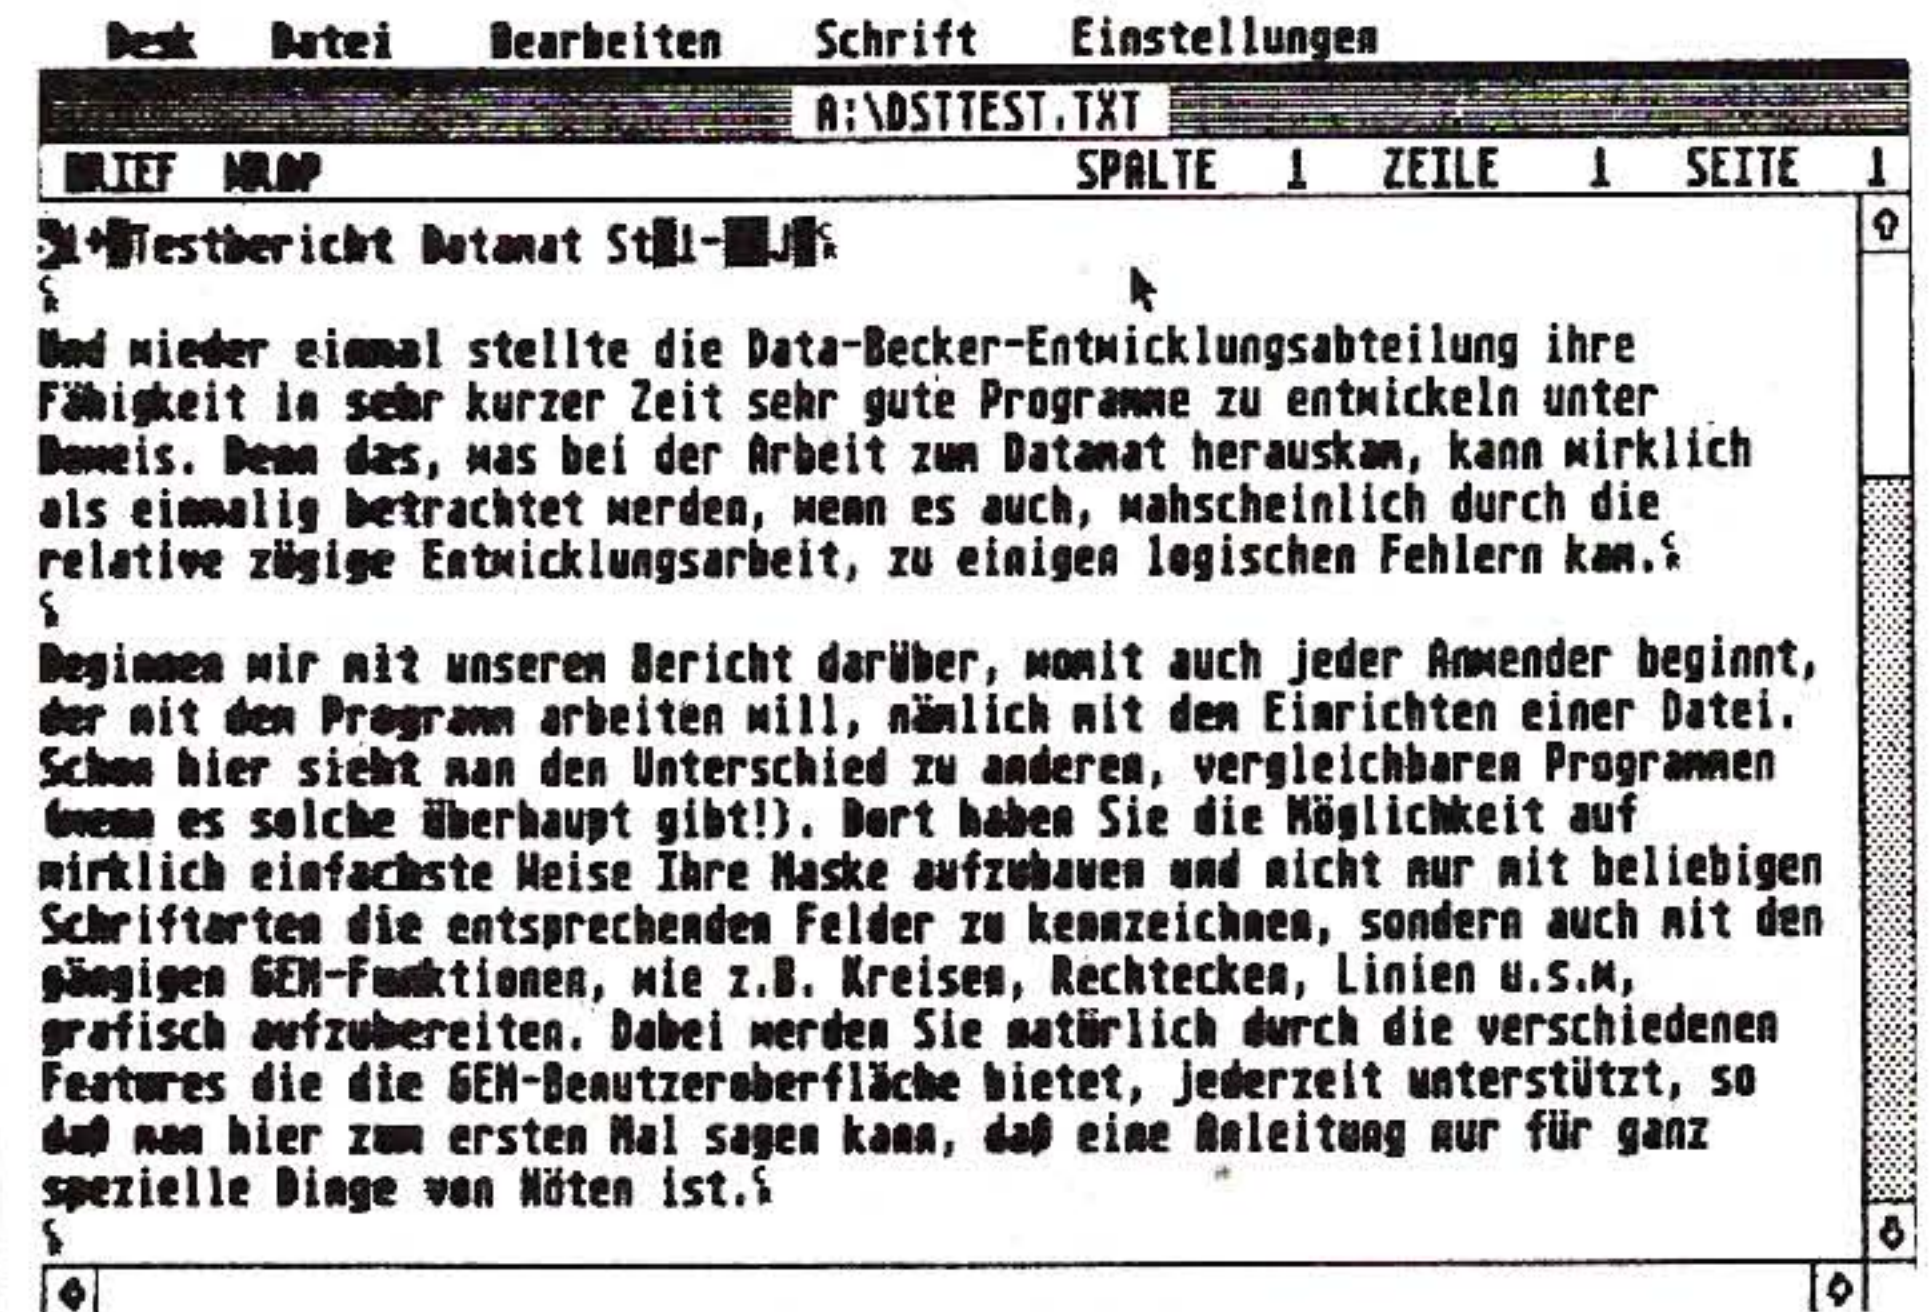 Desk Datei Bearbeiten Schrift Einstellungen
A:\DSTTEST.TXT
BRIEF WRAP SPALTE 1 ZEILE 1 SEITE 1
Testbericht Datamat
Und wieder einmal stellte die Data-Becker-Entwicklungsabteilung ihre
Fähigkeit in sehr kurzer Zeit sehr gute Programme zu entwickeln unter
Beweis. Denn das, was bei der Arbeit zum Datamat herauskam, kann wirklich
als einmalig betrachtet werden, wenn es auch, wahscheinlich durch die
relative zügige Entwicklungsarbeit, zu einigen logischen Fehlern kam.
Beginnen wir mit unserem Bericht darüber, womit auch jeder Anwender beginnt,
der mit dem Programm arbeiten will, nämlich mit dem Einrichten einer Datei.
Schon hier sieht man den Unterschied zu anderen, vergleichbaren Programmen
(wenn es solche überhaupt gibt!). Dort haben Sie die Möglichkeit auf
wirklich einfachste Weise Ihre Maske aufzubauen und nicht nur mit beliebigen
Schriftarten die entsprechenden Felder zu kennzeichnen, sondern auch mit den
gängigen GEM-Funktionen, wie z.B. Kreisen, Rechtecken, Linien u.s.w,
grafisch aufzubereiten. Dabei werden Sie natürlich durch die verschiedenen
Features die die GEM-Benutzeroberfläche bietet, jederzeit unterstützt, so
daß man hier zum ersten Mal sagen kann, daß eine Anleitung nur für ganz
spezielle Dinge von Nöten ist.